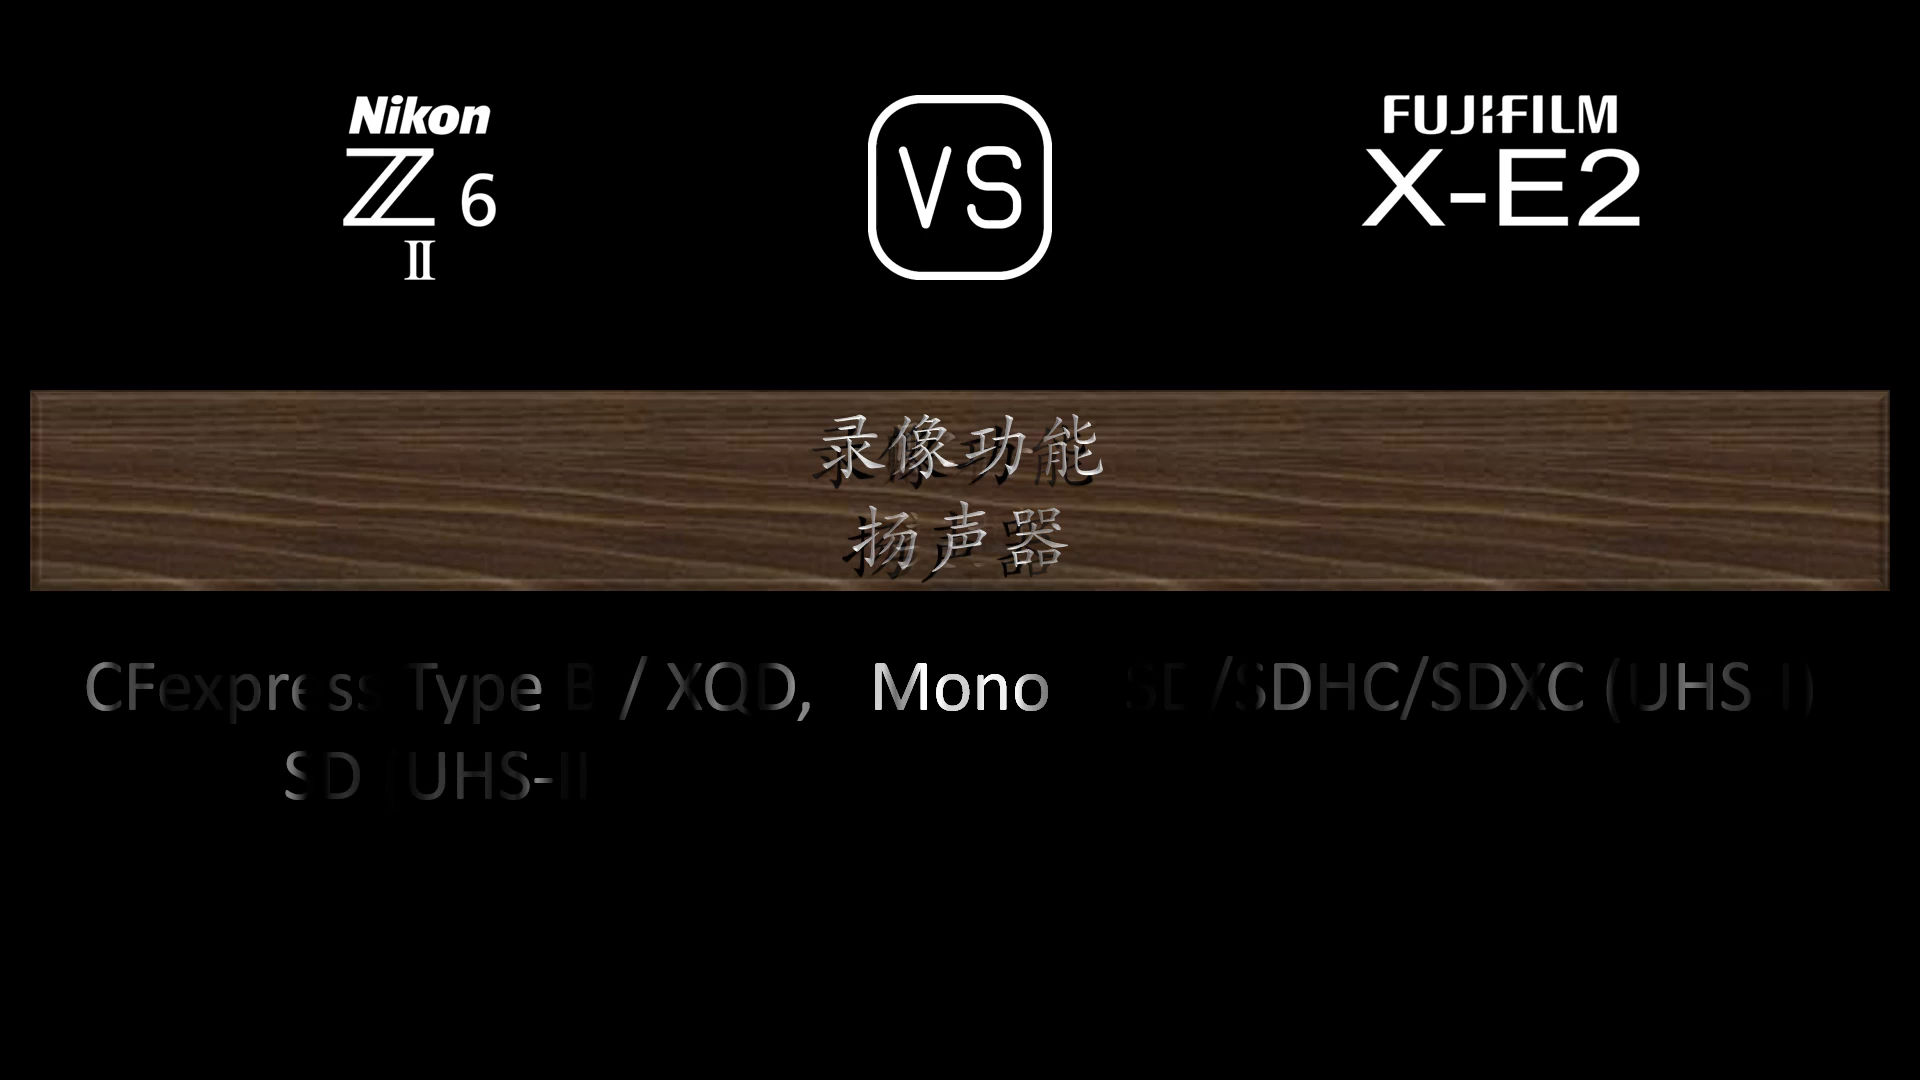 Nikon
Z 6
II
VS
FUJIFILM
X-E2
录像功能
扬声器
CFexpress Type B / XQD,
SD (UHS-II
Mono
SD/SDHC/SDXC (UHS-I)